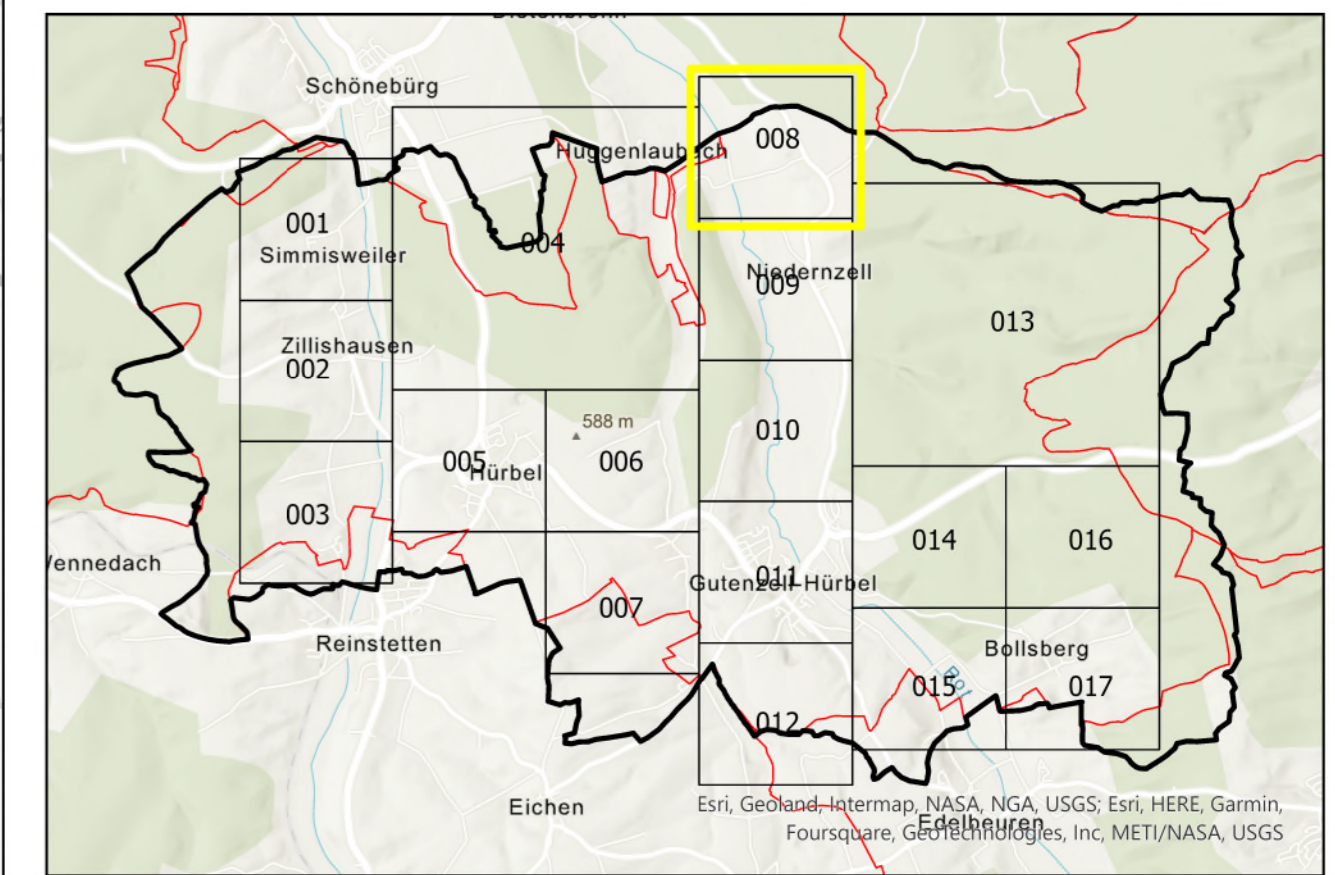 Schönebürg
008
Huggenlaubach
001
004
Simmisweiler
Niedernzell
009
013
Zillishausen
002
588 m
010
005
006
Hürbel
003
014
016
Wennedach
011
Gutenzell-Hürbel
007
Reinstetten
Bollsberg
Rot
015
017
012
Eichen
Esri, Geoland, Intermap, NASA, NGA, USGS; Esri, HERE, Garmin,
Edelbeuren
Foursquare, GeoTechnologies, Inc, METI/NASA, USGS